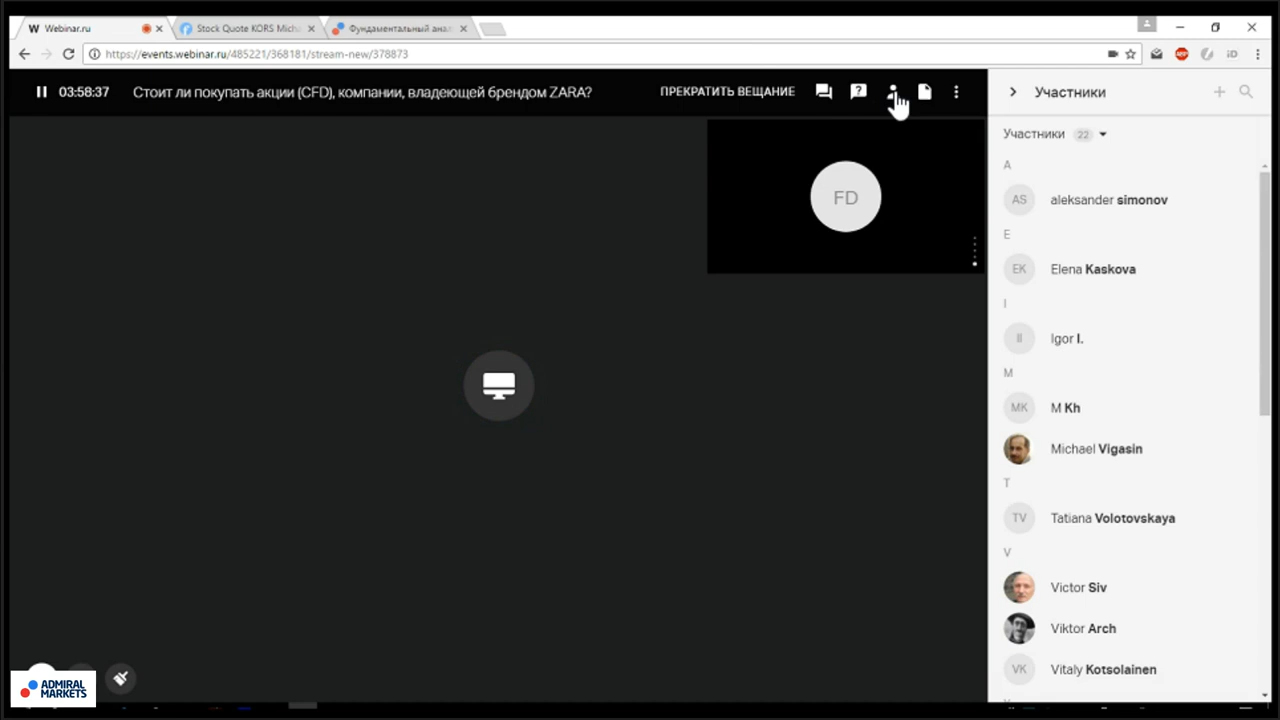 W Webinar.ru
Stock Quote KORS Micha
Фундаментальный анал
https://events.webinar.ru/485221/368181/stream-new/378873
ABP
iD
03:58:37
Стоит ли покупать акции (CFD), компании, владеющей брендом ZARA?
ПРЕКРАТИТЬ ВЕЩАНИЕ
Участники
FD
Участники 22
A
AS aleksander simonov
E
EK Elena Kaskova
I
II Igor I.
M
MK M Kh
Michael Vigasin
T
TV Tatiana Volotovskaya
V
Victor Siv
Viktor Arch
VK Vitaly Kotsolainen
ADMIRAL
MARKETS